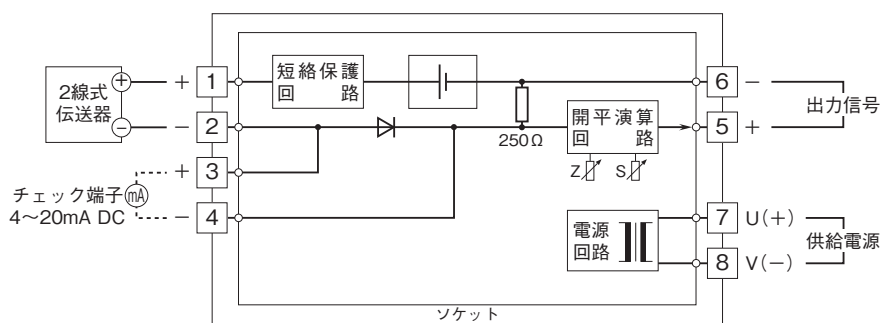 2線式
伝送器
+
−
+
−
+
−
1
2
3
4
チェック端子
mA
4～20mA DC
短絡保護
回路
250Ω
開平演算
回路
Z
S
電源
回路
6
5
7
8
−
+
U(+)
V(−)
出力信号
供給電源
ソケット